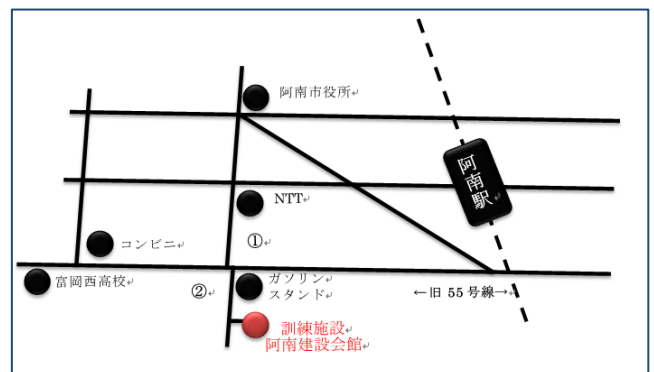 阿南市役所
阿南駅
NTT
①
コンビニ
富岡西高校
②
ガソリン
スタンド
←旧 55号線→
訓練施設
阿南建設会館